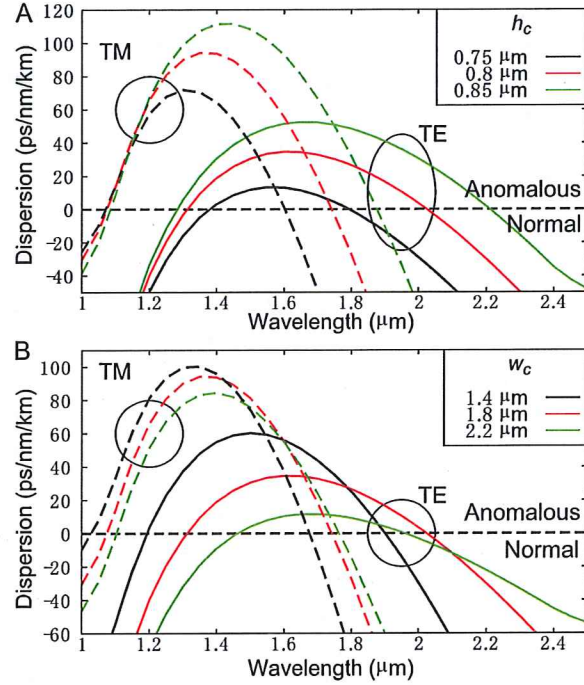 A
h_c
TM
0.75 μm
0.8 μm
0.85 μm
TE
Anomalous
Normal
Dispersion (ps/nm/km)
120
100
80
60
40
20
0
-20
-40
1 1.2 1.4 1.6 1.8 2 2.2 2.4
Wavelength (μm)
B
w_c
TM
1.4 μm
1.8 μm
2.2 μm
TE
Anomalous
Normal
Dispersion (ps/nm/km)
100
80
60
40
20
0
-20
-40
-60
1 1.2 1.4 1.6 1.8 2 2.2 2.4
Wavelength (μm)